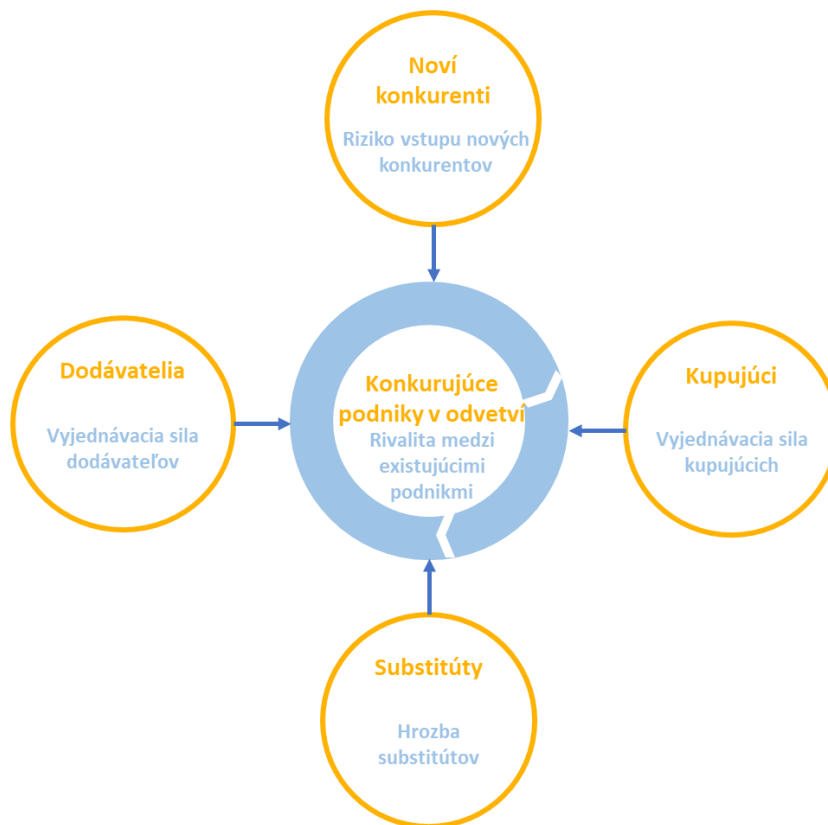 Noví
konkurenti
Riziko vstupu nových
konkurentov
Dodávatelia
Vyjednávacia sila
dodávateľov
Konkurujúce
podniky v odvetví
Rivalita medzi
existujúcimi
podnikmi
Kupujúci
Vyjednávacia sila
kupujúcich
Substitúty
Hrozba
substitútov